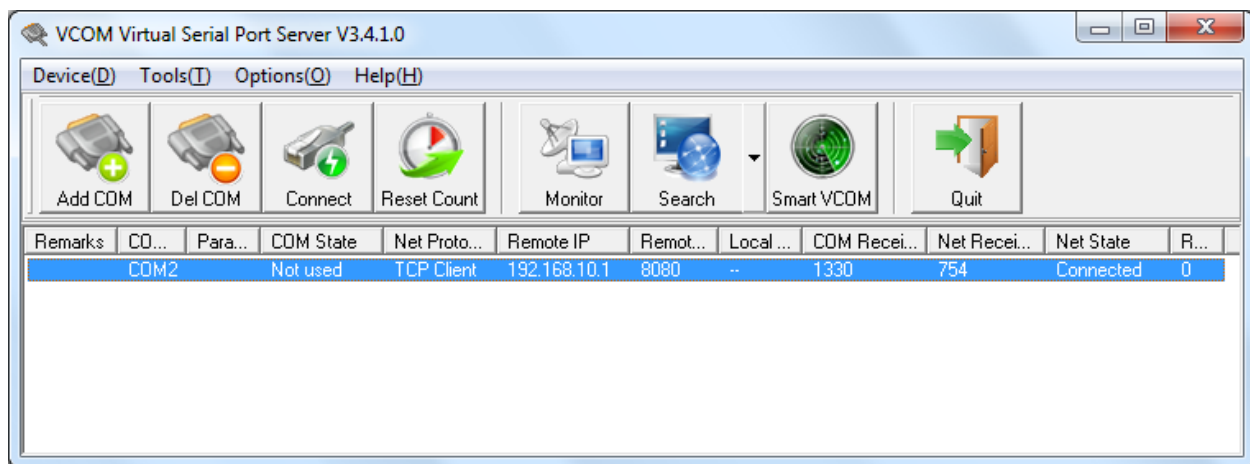 VCOM Virtual Serial Port Server V3.4.1.0
Device(D) Tools(T) Options(O) Help(H)
Add COM Del COM Connect Reset Count Monitor Search Smart VCOM Quit
Remarks CO... Para... COM State Net Proto... Remote IP Remot... Local ... COM Recei... Net Recei... Net State R...
COM2 Not used TCP Client 192.168.10.1 8080 -- 1330 754 Connected 0